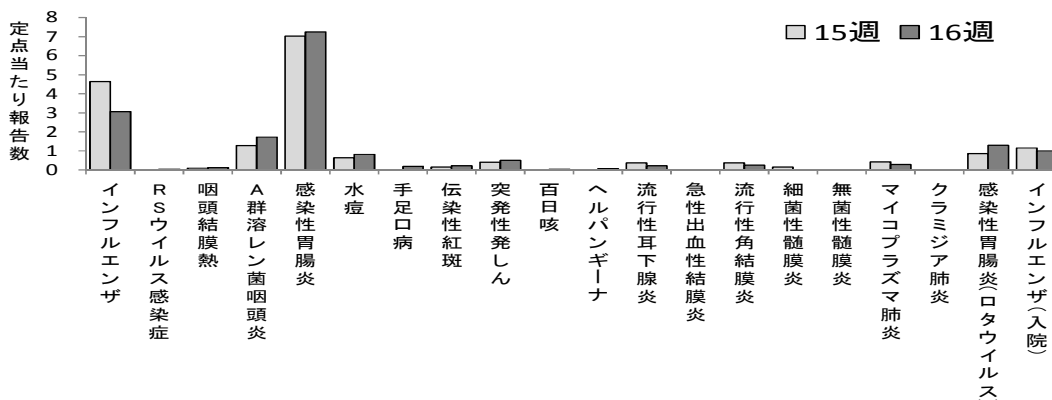 定点当たり報告数
8
7
6
5
4
3
2
1
0
15週 16週
インフルエンザ
RSウイルス感染症
咽頭結膜熱
A群溶レン菌咽頭炎
感染性胃腸炎
水痘
手足口病
伝染性紅斑
突発性発しん
百日咳
ヘルパンギーナ
流行性耳下腺炎
急性出血性結膜炎
流行性角結膜炎
細菌性髄膜炎
無菌性髄膜炎
マイコプラズマ肺炎
クラミジア肺炎
感染性胃腸炎(ロタウイルス
インフルエンザ(入院)